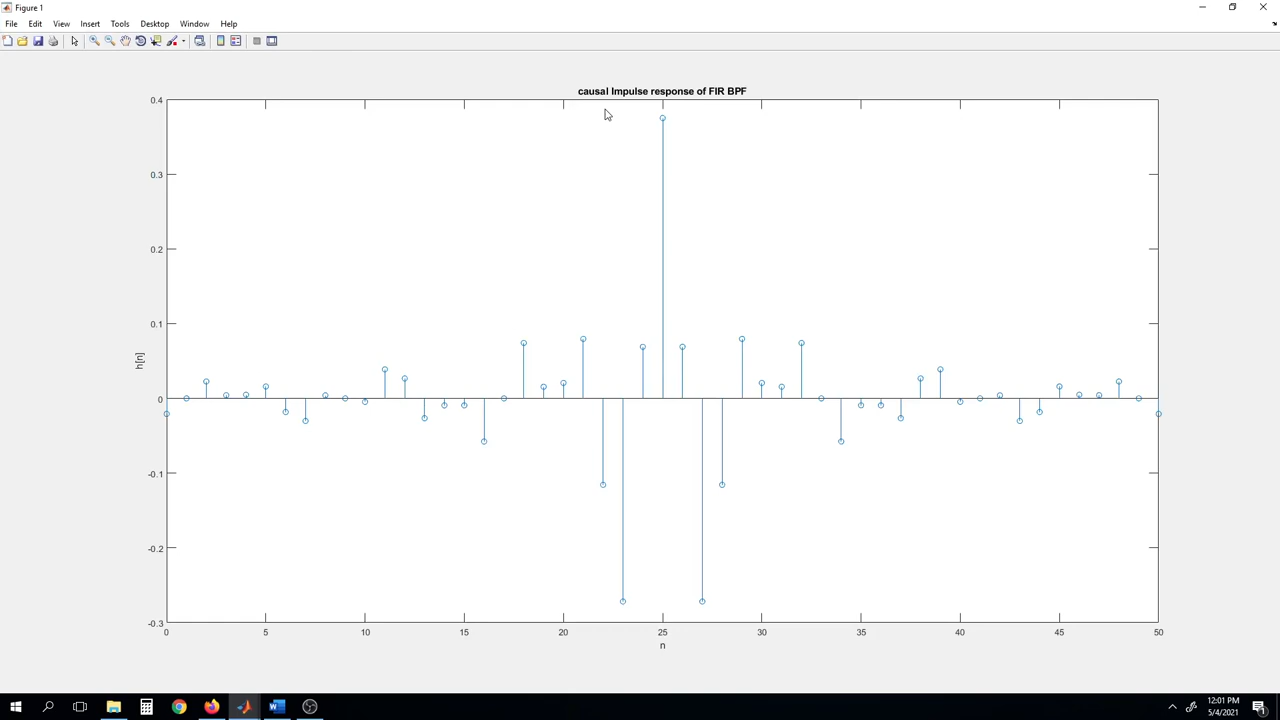 Figure 1
File Edit View Insert Tools Desktop Window Help
causal Impulse response of FIR BPF
0.4
0.3
0.2
0.1
0
-0.1
-0.2
-0.3
h[n]
0 5 10 15 20 25 30 35 40 45 50
n
12:01 PM
5/4/2021